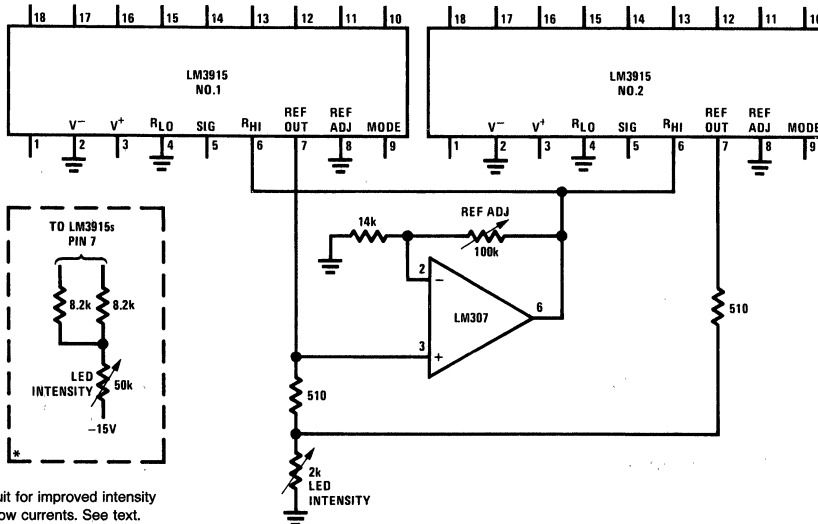 18 17 16 15 14 13 12 11 10
LM3915
NO.1
V⁻ V⁺ RLO SIG RHI REF OUT REF ADJ MODE
1 2 3 4 5 6 7 8 9
18 17 16 15 14 13 12 11 10
LM3915
NO.2
V⁻ V⁺ RLO SIG RHI REF OUT REF ADJ MODE
1 2 3 4 5 6 7 8 9
TO LM3915s
PIN 7
8.2k 8.2k
LED
INTENSITY
50k
−15V
*
14k
REF ADJ
100k
2
−
LM307
6
3
+
510
510
2k
LED
INTENSITY
uit for improved intensity
ow currents. See text.